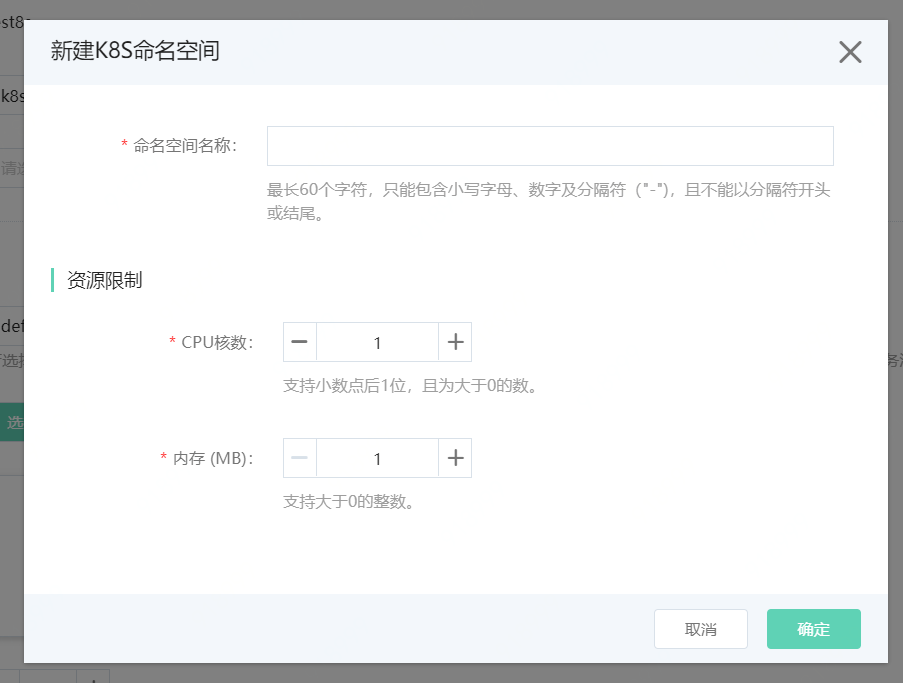 新建K8S命名空间
* 命名空间名称：
最长60个字符，只能包含小写字母、数字及分隔符（"-"），且不能以分隔符开头
或结尾。
资源限制
* CPU核数：
1
支持小数点后1位，且为大于0的数。
* 内存 (MB)：
1
支持大于0的整数。
取消
确定